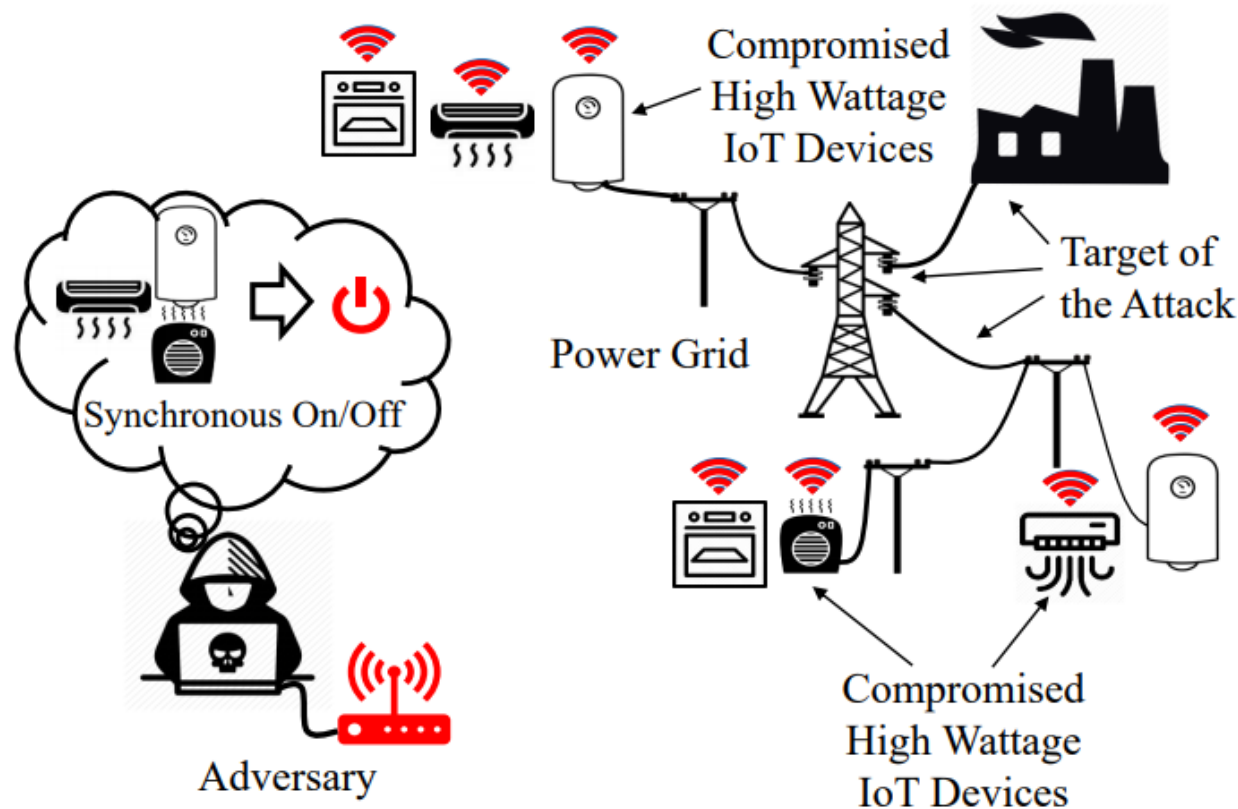 Compromised
High Wattage
IoT Devices
Target of
the Attack
Power Grid
Synchronous On/Off
Adversary
Compromised
High Wattage
IoT Devices